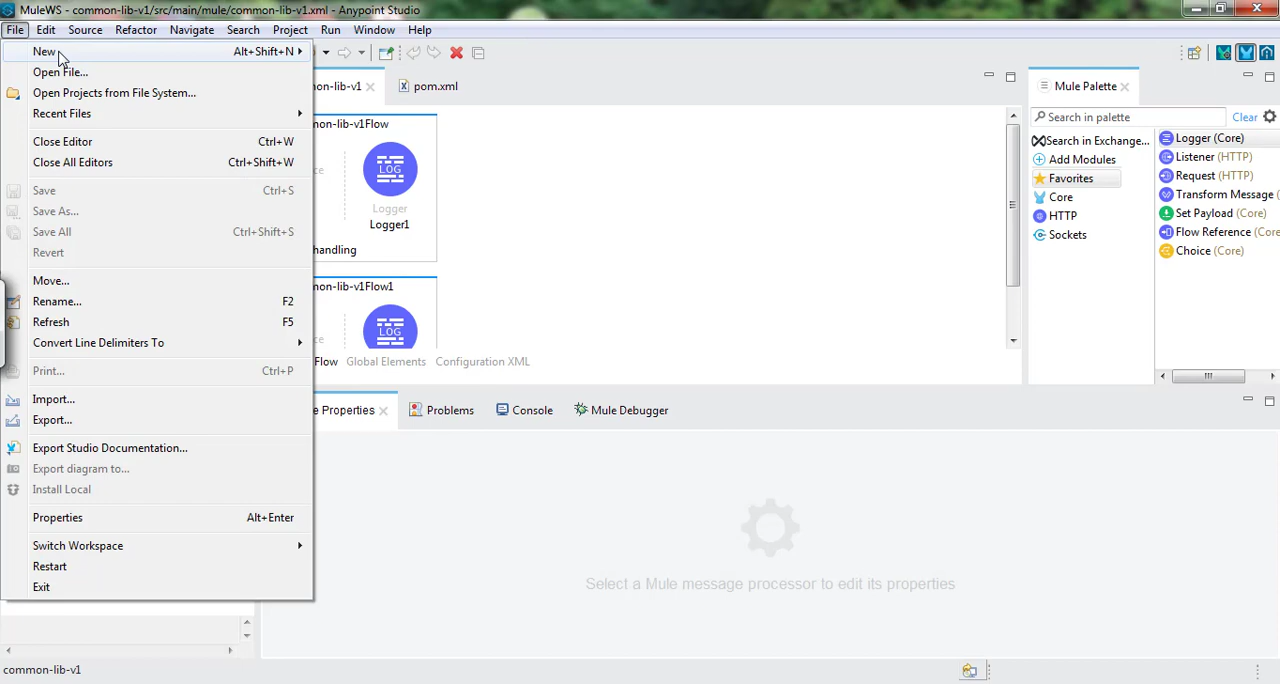 MuleWS - common-lib-v1/src/main/mule/common-lib-v1.xml - Anypoint Studio
File Edit Source Refactor Navigate Search Project Run Window Help
New Alt+Shift+N
Open File...
Open Projects from File System...
Recent Files
Close Editor Ctrl+W
Close All Editors Ctrl+Shift+W
Save Ctrl+S
Save As...
Save All Ctrl+Shift+S
Revert
Move...
Rename... F2
Refresh F5
Convert Line Delimiters To
Print... Ctrl+P
Import...
Export...
Export Studio Documentation...
Export diagram to...
Install Local
Properties Alt+Enter
Switch Workspace
Restart
Exit
on-lib-v1 pom.xml
on-lib-v1Flow
ce
LOG
Logger
Logger1
handling
on-lib-v1Flow1
LOG
Flow Global Elements Configuration XML
Mule Palette
Search in palette Clear
Search in Exchange...
Add Modules
Favorites
Core
HTTP
Sockets
Logger (Core)
Listener (HTTP)
Request (HTTP)
Transform Message
Set Payload (Core)
Flow Reference (Core
Choice (Core)
e Properties Problems Console Mule Debugger
Select a Mule message processor to edit its properties
common-lib-v1